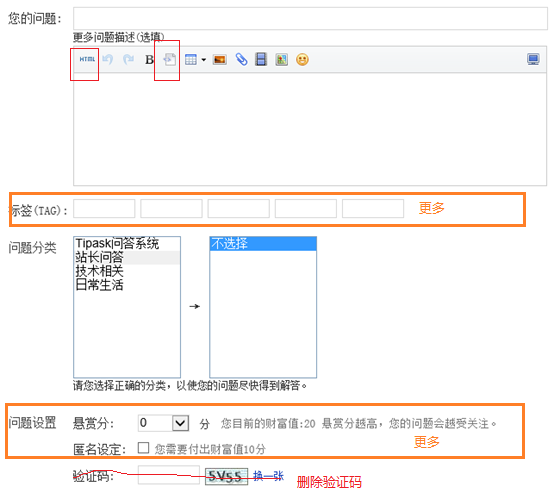 您的问题:
更多问题描述(选填)
HTML B
标签(TAG): 更多
问题分类
Tipask问答系统
站长问答
技术相关
日常生活
→
不选择
请您选择正确的分类，以使您的问题尽快得到解答。
问题设置 悬赏分: 0 分 您目前的财富值:20 悬赏分越高，您的问题会越受关注。
更多
匿名设定: 您需要付出财富值10分
验证码: 5V55 换一张 删除验证码